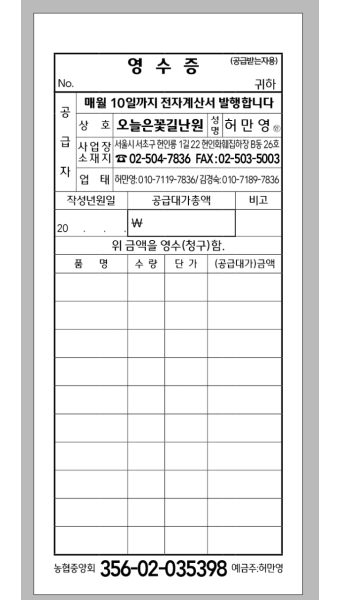 영 수 증 (공급받는자용)
No. 귀하
공급자
매월 10일까지 전자계산서 발행합니다
상 호 오늘은꽃길난원 성명 허만영 ㊞
사업장소재지 서울시 서초구 헌인릉 1길 22 헌인화훼집하장 B동 26호
☎ 02-504-7836 FAX:02-503-5003
업 태 허만영:010-7119-7836/김경숙:010-7189-7836
작성년월일 공급대가총액 비고
20 . . . ₩
위 금액을 영수(청구)함.
품 명 수 량 단 가 (공급대가)금액
농협중앙회 356-02-035398 예금주:허만영